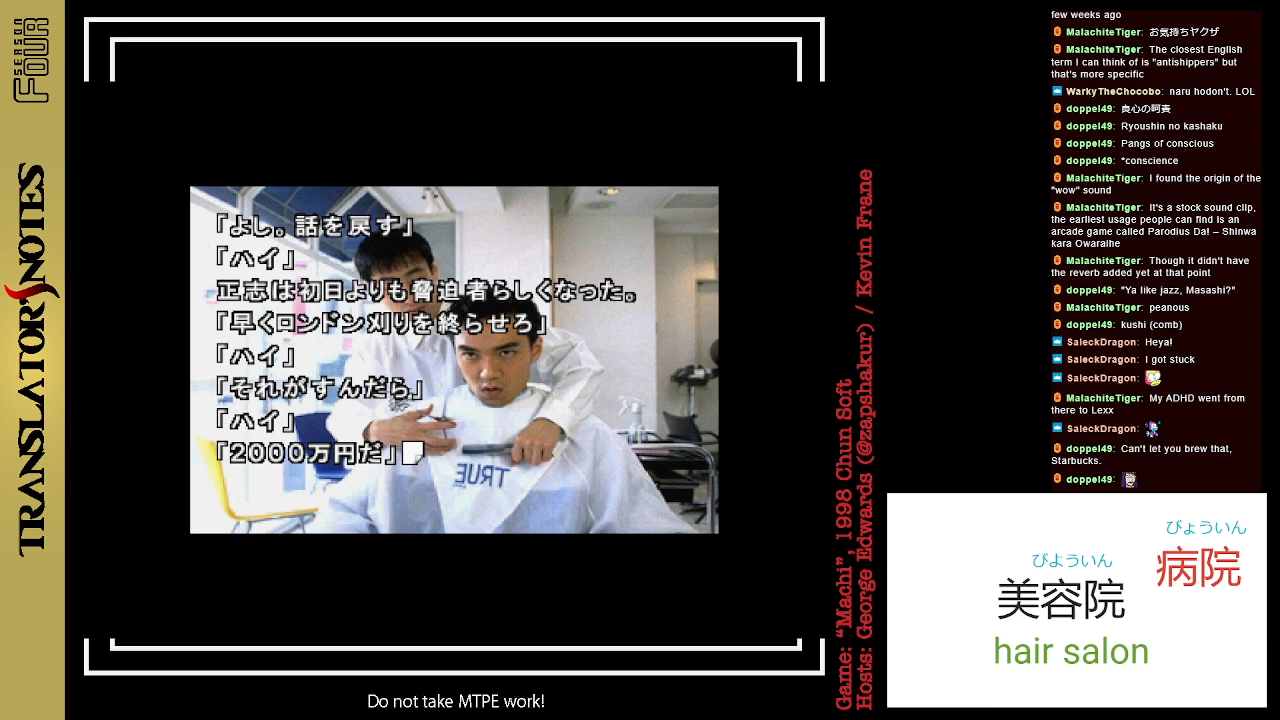 SEASON
FOUR
TRANSLATOR'S NOTES
「よし。話を戻す」
「ハイ」
正志は初日よりも脅迫者らしくなった。
「早くロンドン刈りを終らせろ」
「ハイ」
「それがすんだら」
「ハイ」
「2000万円だ」
TRUE
Do not take MTPE work!
Game: "Machi", 1998 Chun Soft
Hosts: George Edwards (@zapshakur) / Kevin Frane
few weeks ago
MalachiteTiger: お気持ちヤクザ
MalachiteTiger: The closest English
term I can think of is "antishippers" but
that's more specific
WarkyTheChocobo: naru hodon't. LOL
doppel49: 良心の呵責
doppel49: Ryoushin no kashaku
doppel49: Pangs of conscious
doppel49: *conscience
MalachiteTiger: I found the origin of the
"wow" sound
MalachiteTiger: It's a stock sound clip,
the earliest usage people can find is an
arcade game called Parodius Da! – Shinwa
kara Owaraihe
MalachiteTiger: Though it didn't have
the reverb added yet at that point
doppel49: "Ya like jazz, Masashi?"
MalachiteTiger: peanous
doppel49: kushi (comb)
SaleckDragon: Heya!
SaleckDragon: I got stuck
SaleckDragon:
MalachiteTiger: My ADHD went from
there to Lexx
SaleckDragon:
doppel49: Can't let you brew that,
Starbucks.
doppel49:
びょういん
病院
びよういん
美容院
hair salon